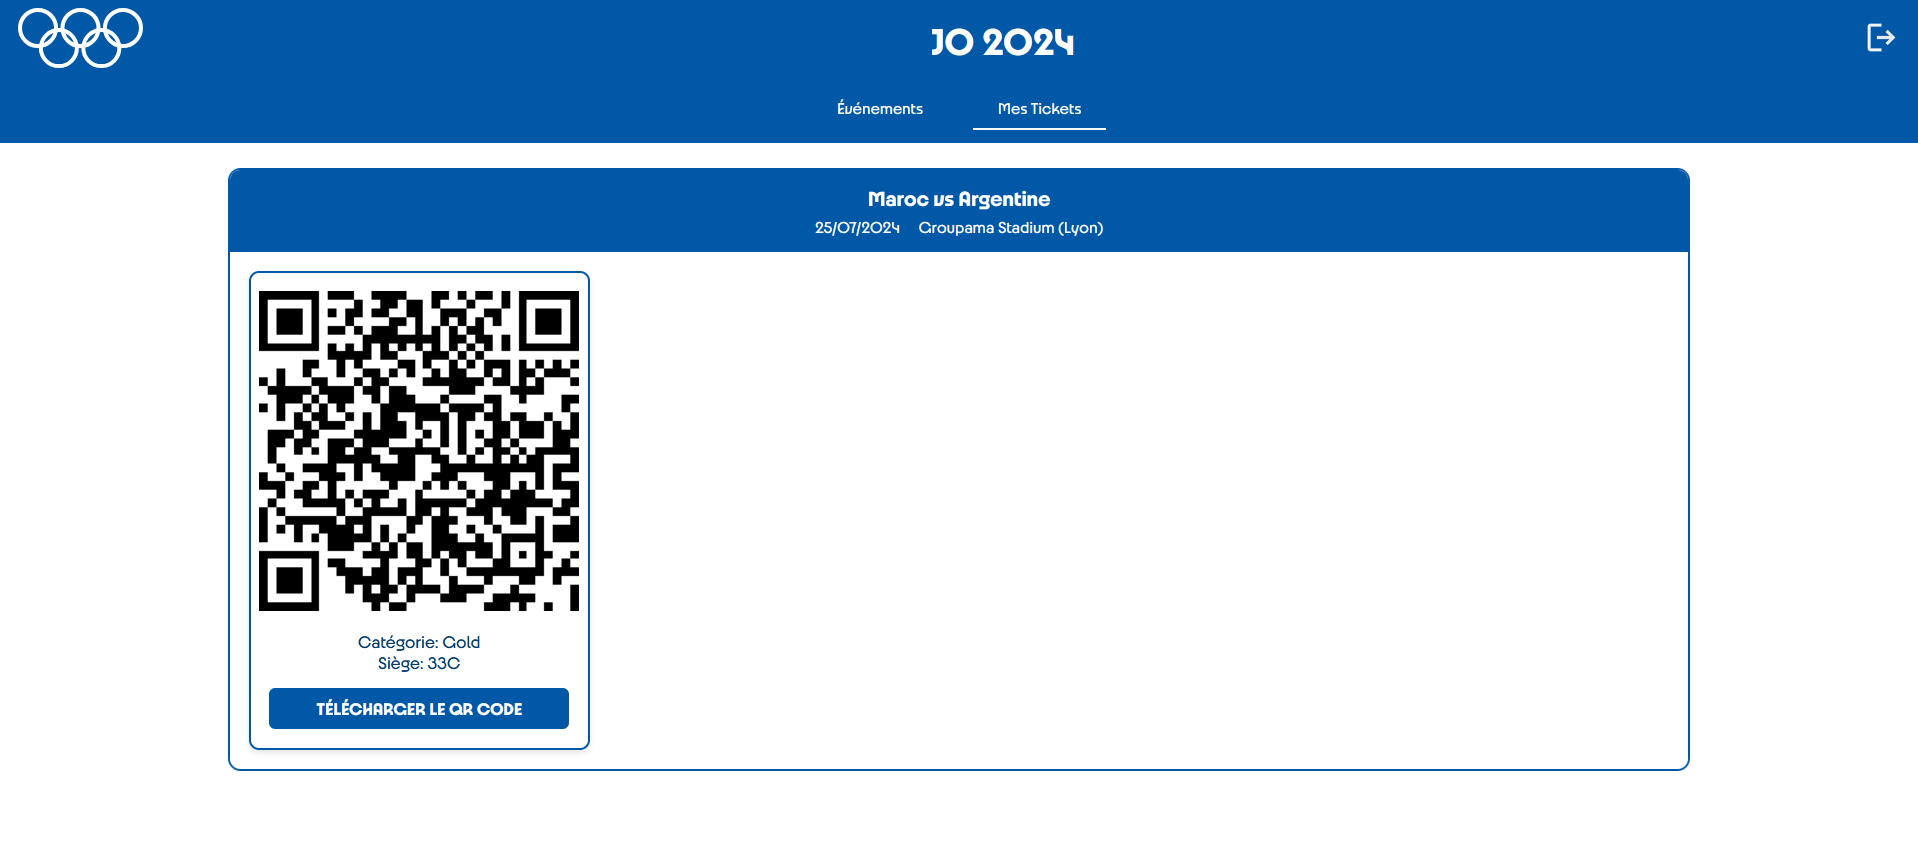 JO 2024
Événements
Mes Tickets
Maroc vs Argentine
25/07/2024 Groupama Stadium (Lyon)
Catégorie: Gold
Siège: 33C
TÉLÉCHARGER LE QR CODE